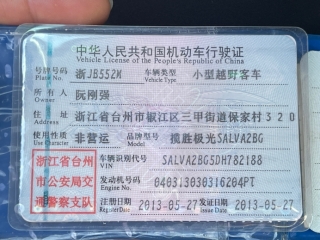 中华人民共和国机动车行驶证
Vehicle License of the People's Republic of China
号牌号码 浙JB552M 车辆类型 小型越野客车
Plate No. Vehicle Type
所有人 阮刚强
Owner
住址 浙江省台州市椒江区三甲街道保家村320
Address
使用性质 非营运 品牌型号 揽胜极光SALVA2BG
Use Character Model
浙江省台州
市公安局交
通警察支队
车辆识别代号 SALVA2BG5DH782188
VIN
发动机号码 040313030316204PT
Engine No.
注册日期 2013-05-27 发证日期 2013-05-27
Register Date Issue Date